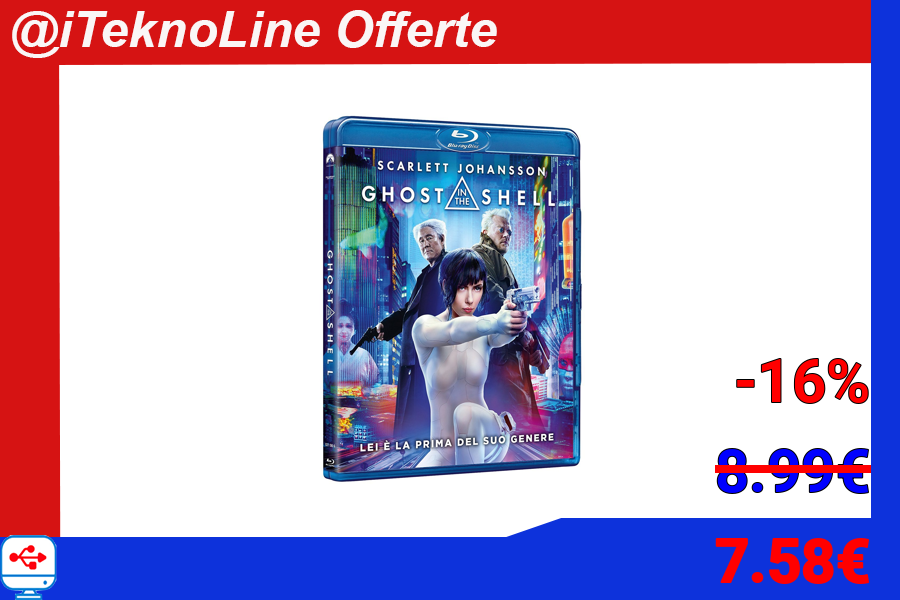 @iTeknoLine Offerte
Blu-ray Disc
SCARLETT JOHANSSON
GHOST IN THE SHELL
GHOST IN THE SHELL
LEI È LA PRIMA DEL SUO GENERE
-16%
8.99€
7.58€